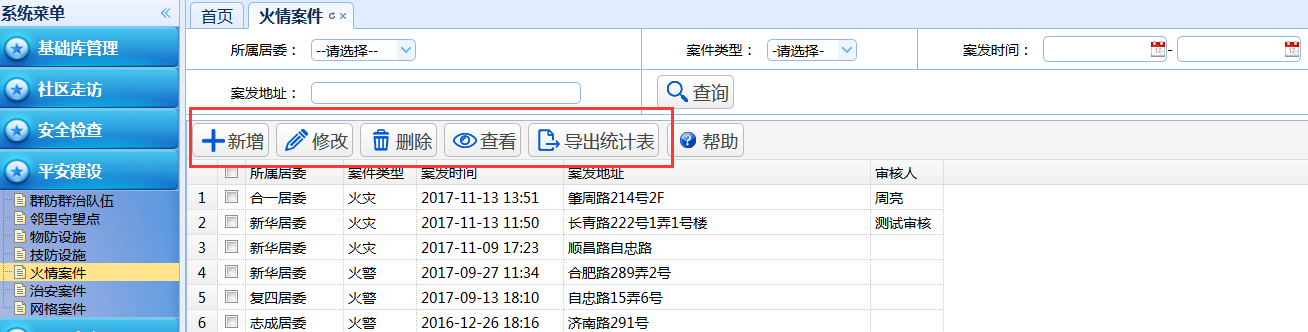 系统菜单
基础库管理
社区走访
安全检查
平安建设
群防群治队伍
邻里守望点
物防设施
技防设施
火情案件
治安案件
网格案件
首页 火情案件
所属居委： --请选择-- 案件类型： -请选择- 案发时间： -
案发地址： 查询
新增 修改 删除 查看 导出统计表 帮助
所属居委 案件类型 案发时间 案发地址 审核人
1 合一居委 火灾 2017-11-13 13:51 肇周路214号2F 周亮
2 新华居委 火灾 2017-11-13 11:50 长青路222号1弄1号楼 测试审核
3 新华居委 火灾 2017-11-09 17:23 顺昌路自忠路
4 新华居委 火警 2017-09-27 11:34 合肥路289弄2号
5 复四居委 火警 2017-09-13 18:10 自忠路15弄6号
6 志成居委 火警 2016-12-26 18:16 济南路291号